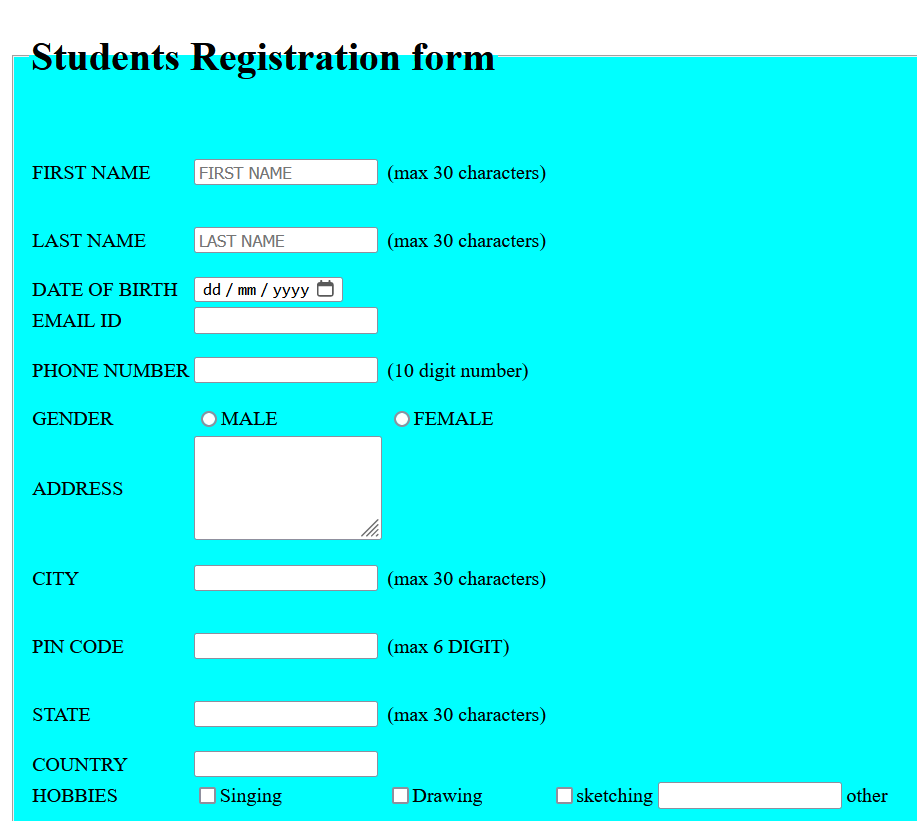 Students Registration form
FIRST NAME FIRST NAME (max 30 characters)
LAST NAME LAST NAME (max 30 characters)
DATE OF BIRTH dd / mm / yyyy
EMAIL ID
PHONE NUMBER (10 digit number)
GENDER MALE FEMALE
ADDRESS
CITY (max 30 characters)
PIN CODE (max 6 DIGIT)
STATE (max 30 characters)
COUNTRY
HOBBIES Singing Drawing sketching other